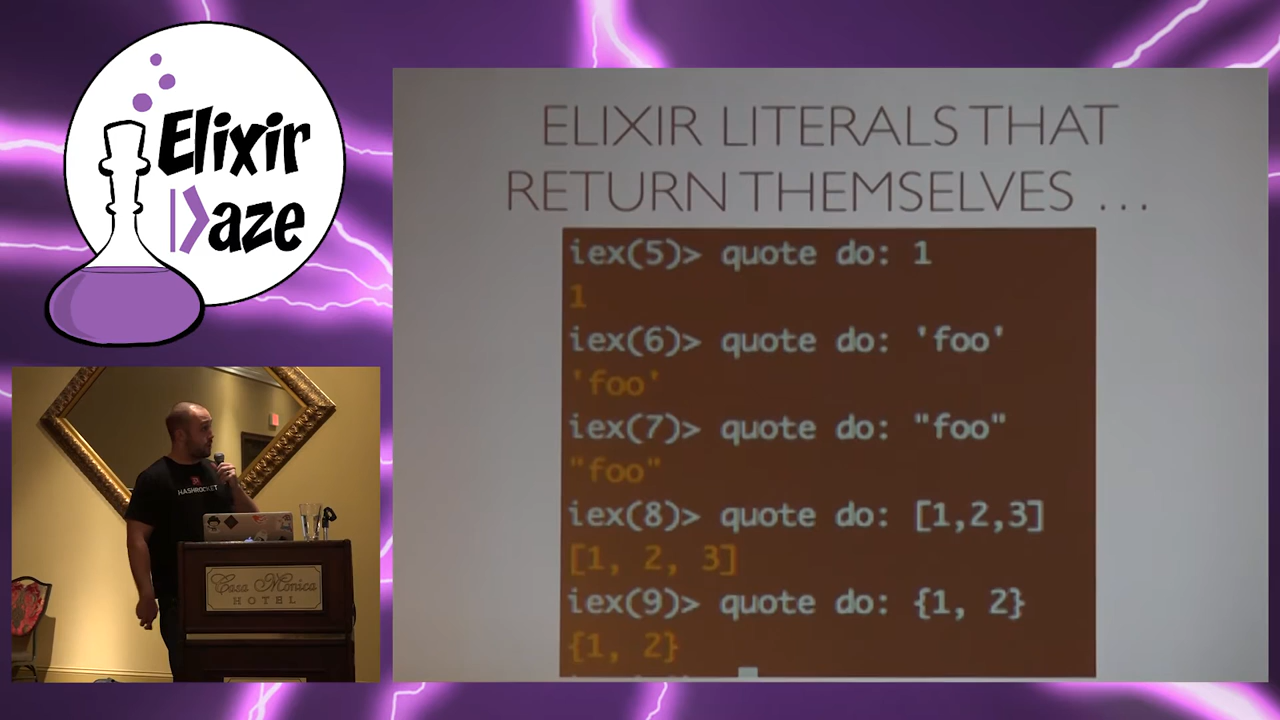 Elixir
|>aze
HASHROCKET
Casa Monica
HOTEL
ELIXIR LITERALS THAT
RETURN THEMSELVES ...
iex(5)> quote do: 1
1
iex(6)> quote do: 'foo'
'foo'
iex(7)> quote do: "foo"
"foo"
iex(8)> quote do: [1,2,3]
[1, 2, 3]
iex(9)> quote do: {1, 2}
{1, 2}